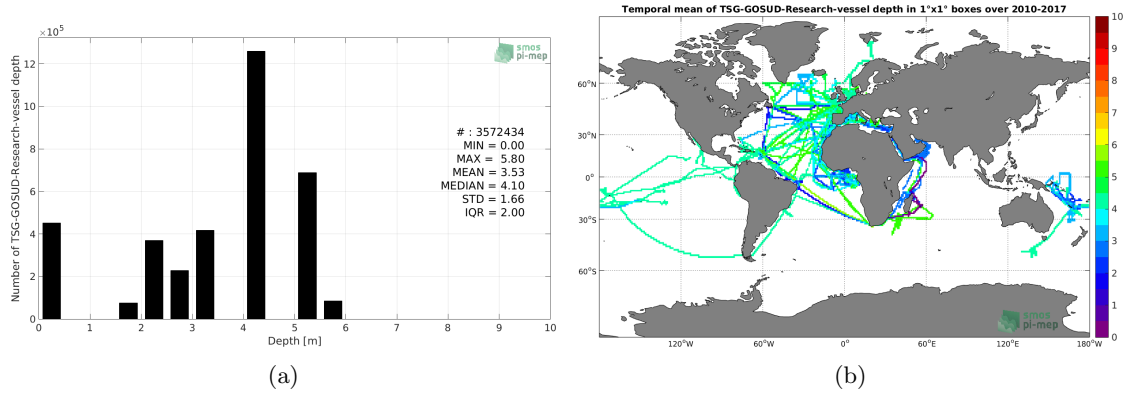 ×10⁵
smos
pi-mep
12
10
8
6
4
2
0
Number of TSG-GOSUD-Research-vessel depth
# : 3572434
MIN = 0.00
MAX = 5.80
MEAN = 3.53
MEDIAN = 4.10
STD = 1.66
IQR = 2.00
0 1 2 3 4 5 6 7 8 9 10
Depth [m]
(a)
Temporal mean of TSG-GOSUD-Research-vessel depth in 1°x1° boxes over 2010-2017
60°N
30°N
0°
30°S
60°S
120°W 60°W 0° 60°E 120°E 180°W
smos
pi-mep
10
9
8
7
6
5
4
3
2
1
0
(b)